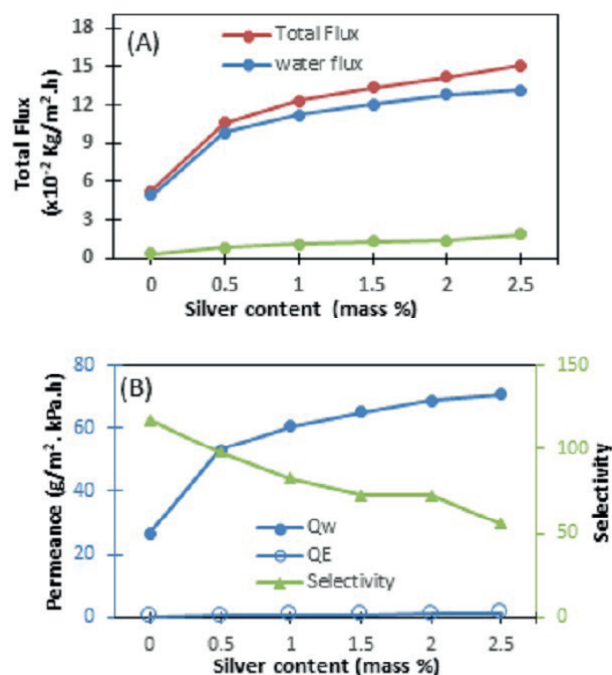 (A)
Total Flux
water flux
Total Flux
(x10⁻² Kg/m².h)
18
15
12
9
6
3
0
0 0.5 1 1.5 2 2.5
Silver content (mass %)
(B)
Permeance (g/m². kPa.h)
80
60
40
20
0
Qw
QE
Selectivity
150
100
50
0
Selectivity
0 0.5 1 1.5 2 2.5
Silver content (mass %)